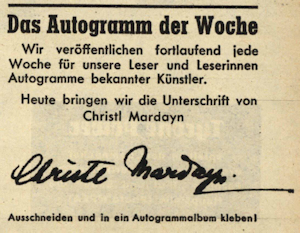 Das Autogramm der Woche
Wir veröffentlichen fortlaufend jede
Woche für unsere Leser und Leserinnen
Autogramme bekannter Künstler.
Heute bringen wir die Unterschrift von
Christl Mardayn
Christl Mardayn.
Ausschneiden und in ein Autogrammalbum kleben!